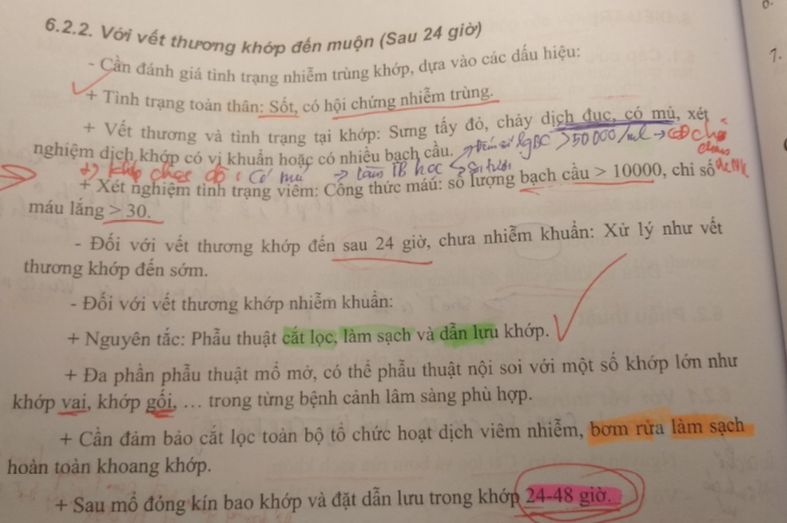 6.2.2. Với vết thương khớp đến muộn (Sau 24 giờ)
- Cần đánh giá tình trạng nhiễm trùng khớp, dựa vào các dấu hiệu:
+ Tình trạng toàn thân: Sốt, có hội chứng nhiễm trùng.
+ Vết thương và tình trạng tại khớp: Sưng tấy đỏ, chảy dịch đục, có mủ, xét
nghiệm dịch khớp có vị khuẩn hoặc có nhiều bạch cầu.
BC >50 000/ml →
có mủ →
+ Xét nghiệm tình trạng viêm: Công thức máu: số lượng bạch cầu > 10000, chỉ số
máu lắng > 30.
- Đối với vết thương khớp đến sau 24 giờ, chưa nhiễm khuẩn: Xử lý như vết
thương khớp đến sớm.
- Đối với vết thương khớp nhiễm khuẩn:
+ Nguyên tắc: Phẫu thuật cắt lọc, làm sạch và dẫn lưu khớp.
+ Đa phần phẫu thuật mổ mở, có thể phẫu thuật nội soi với một số khớp lớn như
khớp vai, khớp gối, … trong từng bệnh cảnh lâm sàng phù hợp.
+ Cần đảm bảo cắt lọc toàn bộ tổ chức hoạt dịch viêm nhiễm, bơm rửa làm sạch
hoàn toàn khoang khớp.
+ Sau mổ đóng kín bao khớp và đặt dẫn lưu trong khớp 24-48 giờ.